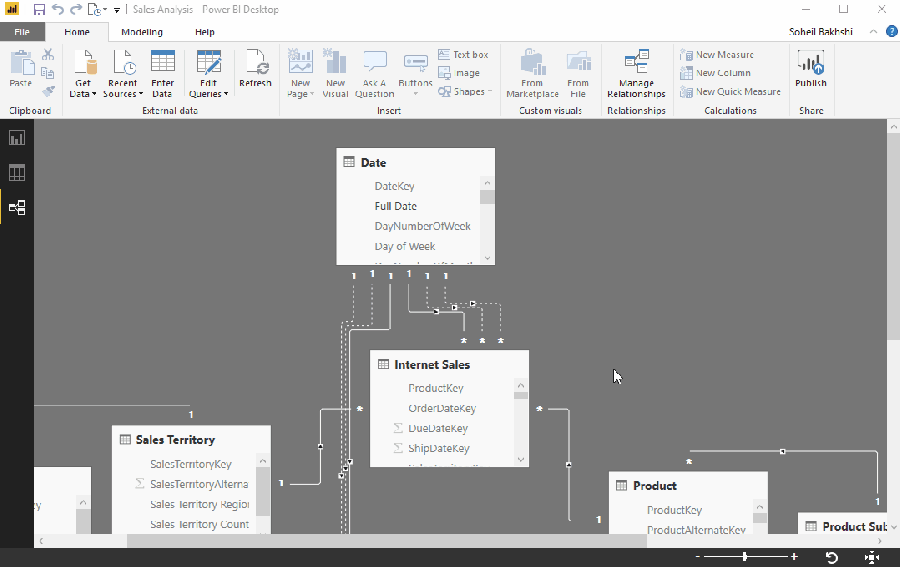 Sales Analysis - Power BI Desktop
File Home Modeling Help Soheil Bakhshi
Paste Get Data Recent Sources Enter Data Edit Queries Refresh New Page New Visual Ask A Question Buttons Text box Image Shapes From Marketplace From File Manage Relationships New Measure New Column New Quick Measure Publish
Clipboard External data Insert Custom visuals Relationships Calculations Share
Date
DateKey
Full Date
DayNumberOfWeek
Day of Week
1 1 1 1 1 1
* * *
Internet Sales
ProductKey
OrderDateKey
DueDateKey
ShipDateKey
* *
1
Sales Territory
SalesTerritoryKey
SalesTerritoryAlterna
Sales Territory Region
Sales Territory Count
1
*
Product
ProductKey
ProductAlternateKey
1
1
Product Sub
- +